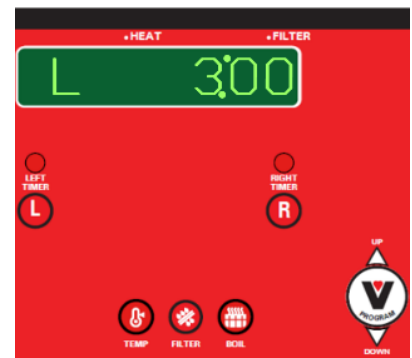 • HEAT • FILTER
L 3:00
LEFT TIMER
RIGHT TIMER
L R
UP
V
PROGRAM
TEMP FILTER BOIL
DOWN